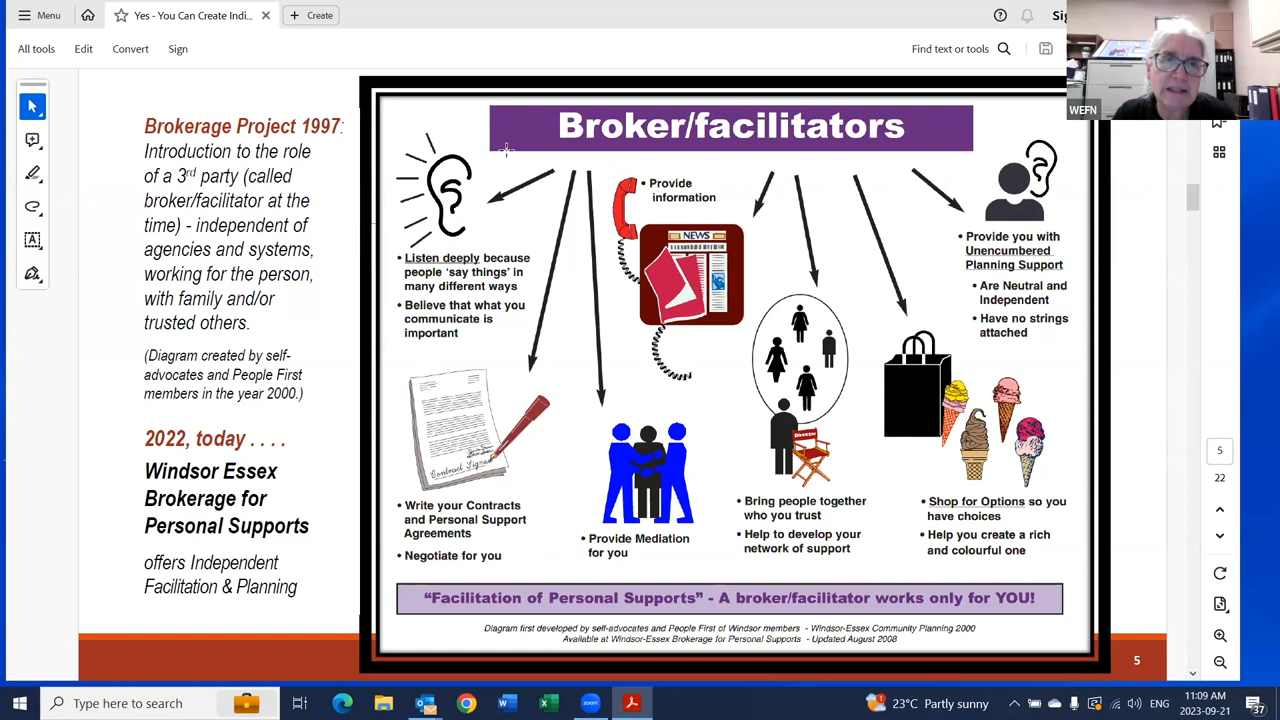 Menu
Yes - You Can Create Indi...
Create
All tools
Edit
Convert
Sign
Find text or tools
WEFN
Brokerage Project 1997:
Introduction to the role
of a 3rd party (called
broker/facilitator at the
time) - independent of
agencies and systems,
working for the person,
with family and/or
trusted others.
(Diagram created by self-
advocates and People First
members in the year 2000.)
2022, today . . . .
Windsor Essex
Brokerage for
Personal Supports
offers Independent
Facilitation & Planning
Broker/facilitators
• Listen deeply because
people ‘say things’ in
many different ways
• Believe that what you
communicate is
important
• Provide
information
NEWS
• Provide you with
Unencumbered
Planning Support
• Are Neutral and
Independent
• Have no strings
attached
Contract Signed
• Write your Contracts
and Personal Support
Agreements
• Negotiate for you
• Provide Mediation
for you
Director
• Bring people together
who you trust
• Help to develop your
network of support
• Shop for Options so you
have choices
• Help you create a rich
and colourful one
“Facilitation of Personal Supports” - A broker/facilitator works only for YOU!
Diagram first developed by self-advocates and People First of Windsor members - Windsor-Essex Community Planning 2000
Available at Windsor-Essex Brokerage for Personal Supports - Updated August 2008
5
5
22
Type here to search
23°C Partly sunny
ENG
11:09 AM
2023-09-21
37